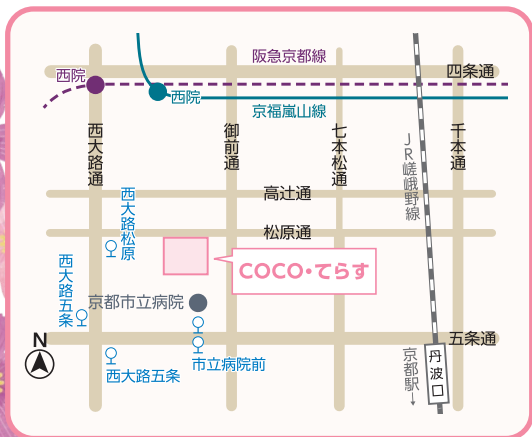 阪急京都線
四条通
西院
西院
京福嵐山線
西大路通
御前通
七本松通
千本通
JR嵯峨野線
高辻通
西大路松原
松原通
COCO・てらす
西大路五条
京都市立病院
五条通
N
市立病院前
西大路五条
丹波口
京都駅→